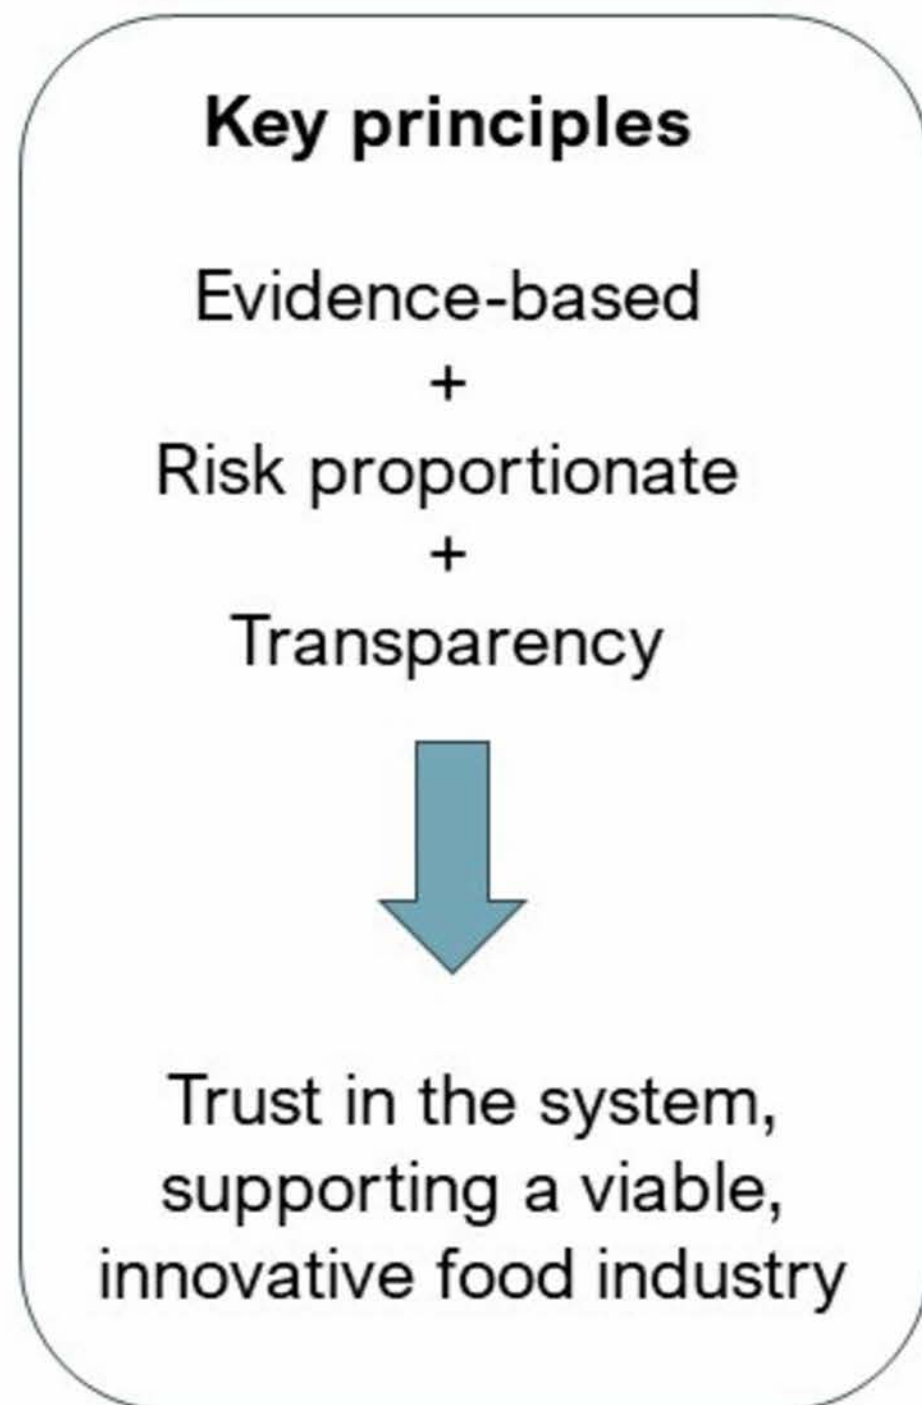 Key principles
Evidence-based
+
Risk proportionate
+
Transparency
Trust in the system,
supporting a viable,
innovative food industry